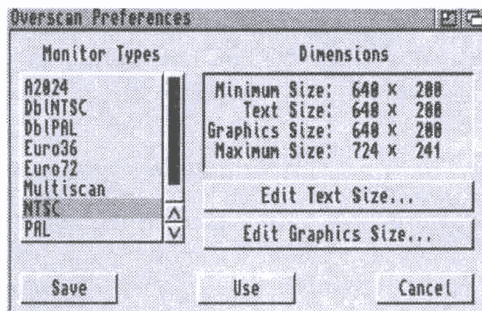 Overscan Preferences
Monitor Types
A2024
DblNTSC
DblPAL
Euro36
Euro72
Multiscan
NTSC
PAL
Dimensions
Minimum Size: 640 x 200
Text Size: 640 x 200
Graphics Size: 640 x 200
Maximum Size: 724 x 241
Edit Text Size...
Edit Graphics Size...
Save
Use
Cancel